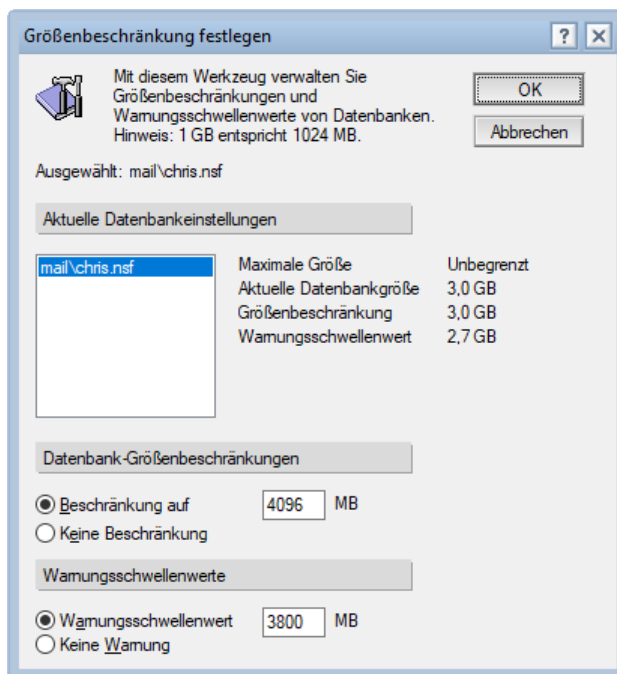 Größenbeschränkung festlegen
Mit diesem Werkzeug verwalten Sie
Größenbeschränkungen und
Warnungsschwellenwerte von Datenbanken.
Hinweis: 1 GB entspricht 1024 MB.
OK
Abbrechen
Ausgewählt: mail\chris.nsf
Aktuelle Datenbankeinstellungen
mail\chris.nsf
Maximale Größe Unbegrenzt
Aktuelle Datenbankgröße 3,0 GB
Größenbeschränkung 3,0 GB
Warnungsschwellenwert 2,7 GB
Datenbank-Größenbeschränkungen
Beschränkung auf 4096 MB
Keine Beschränkung
Warnungsschwellenwerte
Warnungsschwellenwert 3800 MB
Keine Warnung